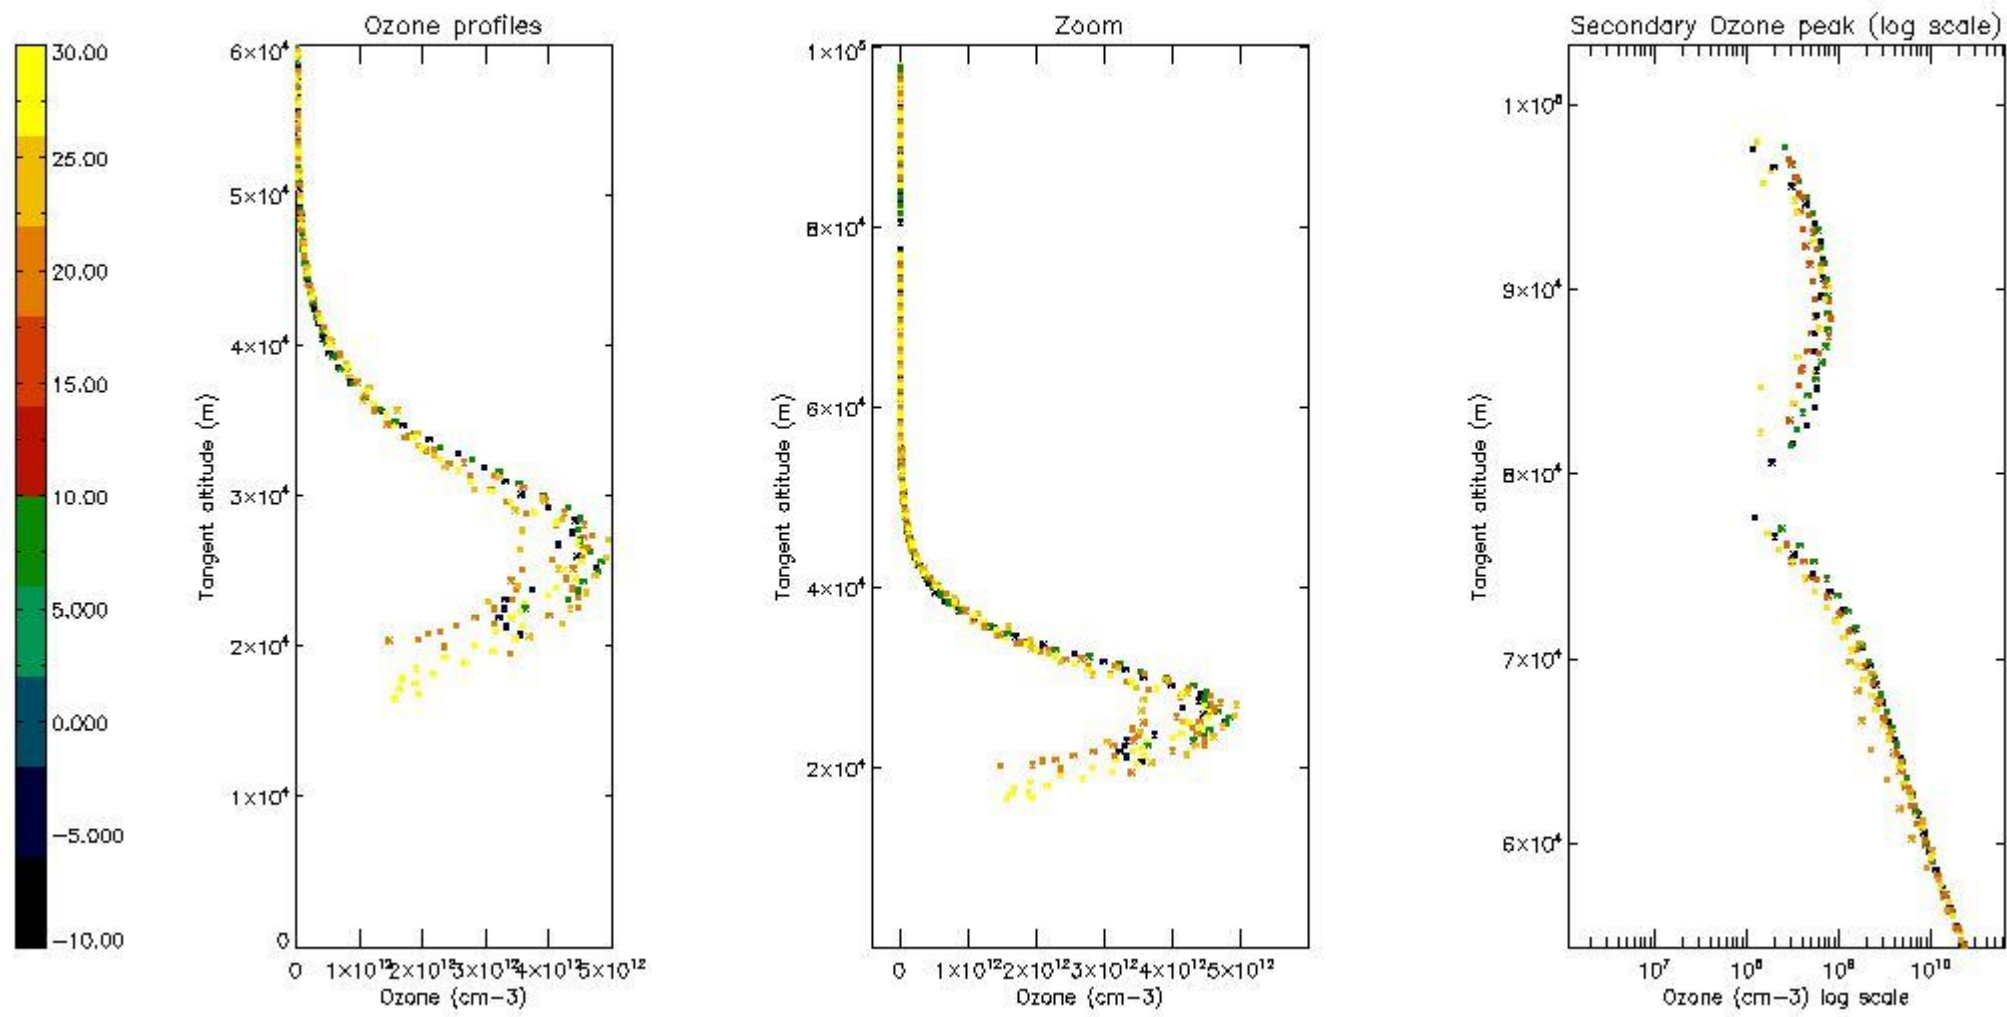 Ozone profiles
Zoom
Secondary Ozone peak (log scale)
30.00
25.00
20.00
15.00
10.00
5.000
0.000
−5.000
−10.00
6×10⁴
5×10⁴
4×10⁴
3×10⁴
2×10⁴
1×10⁴
0
Tangent altitude (m)
0 1×10¹² 2×10¹² 3×10¹² 4×10¹² 5×10¹²
Ozone (cm−3)
1×10⁵
8×10⁴
6×10⁴
4×10⁴
2×10⁴
Tangent altitude (m)
0 1×10¹² 2×10¹² 3×10¹² 4×10¹² 5×10¹²
Ozone (cm−3)
1×10⁵
9×10⁴
8×10⁴
7×10⁴
6×10⁴
Tangent altitude (m)
10⁷ 10⁸ 10⁹ 10¹⁰
Ozone (cm−3) log scale